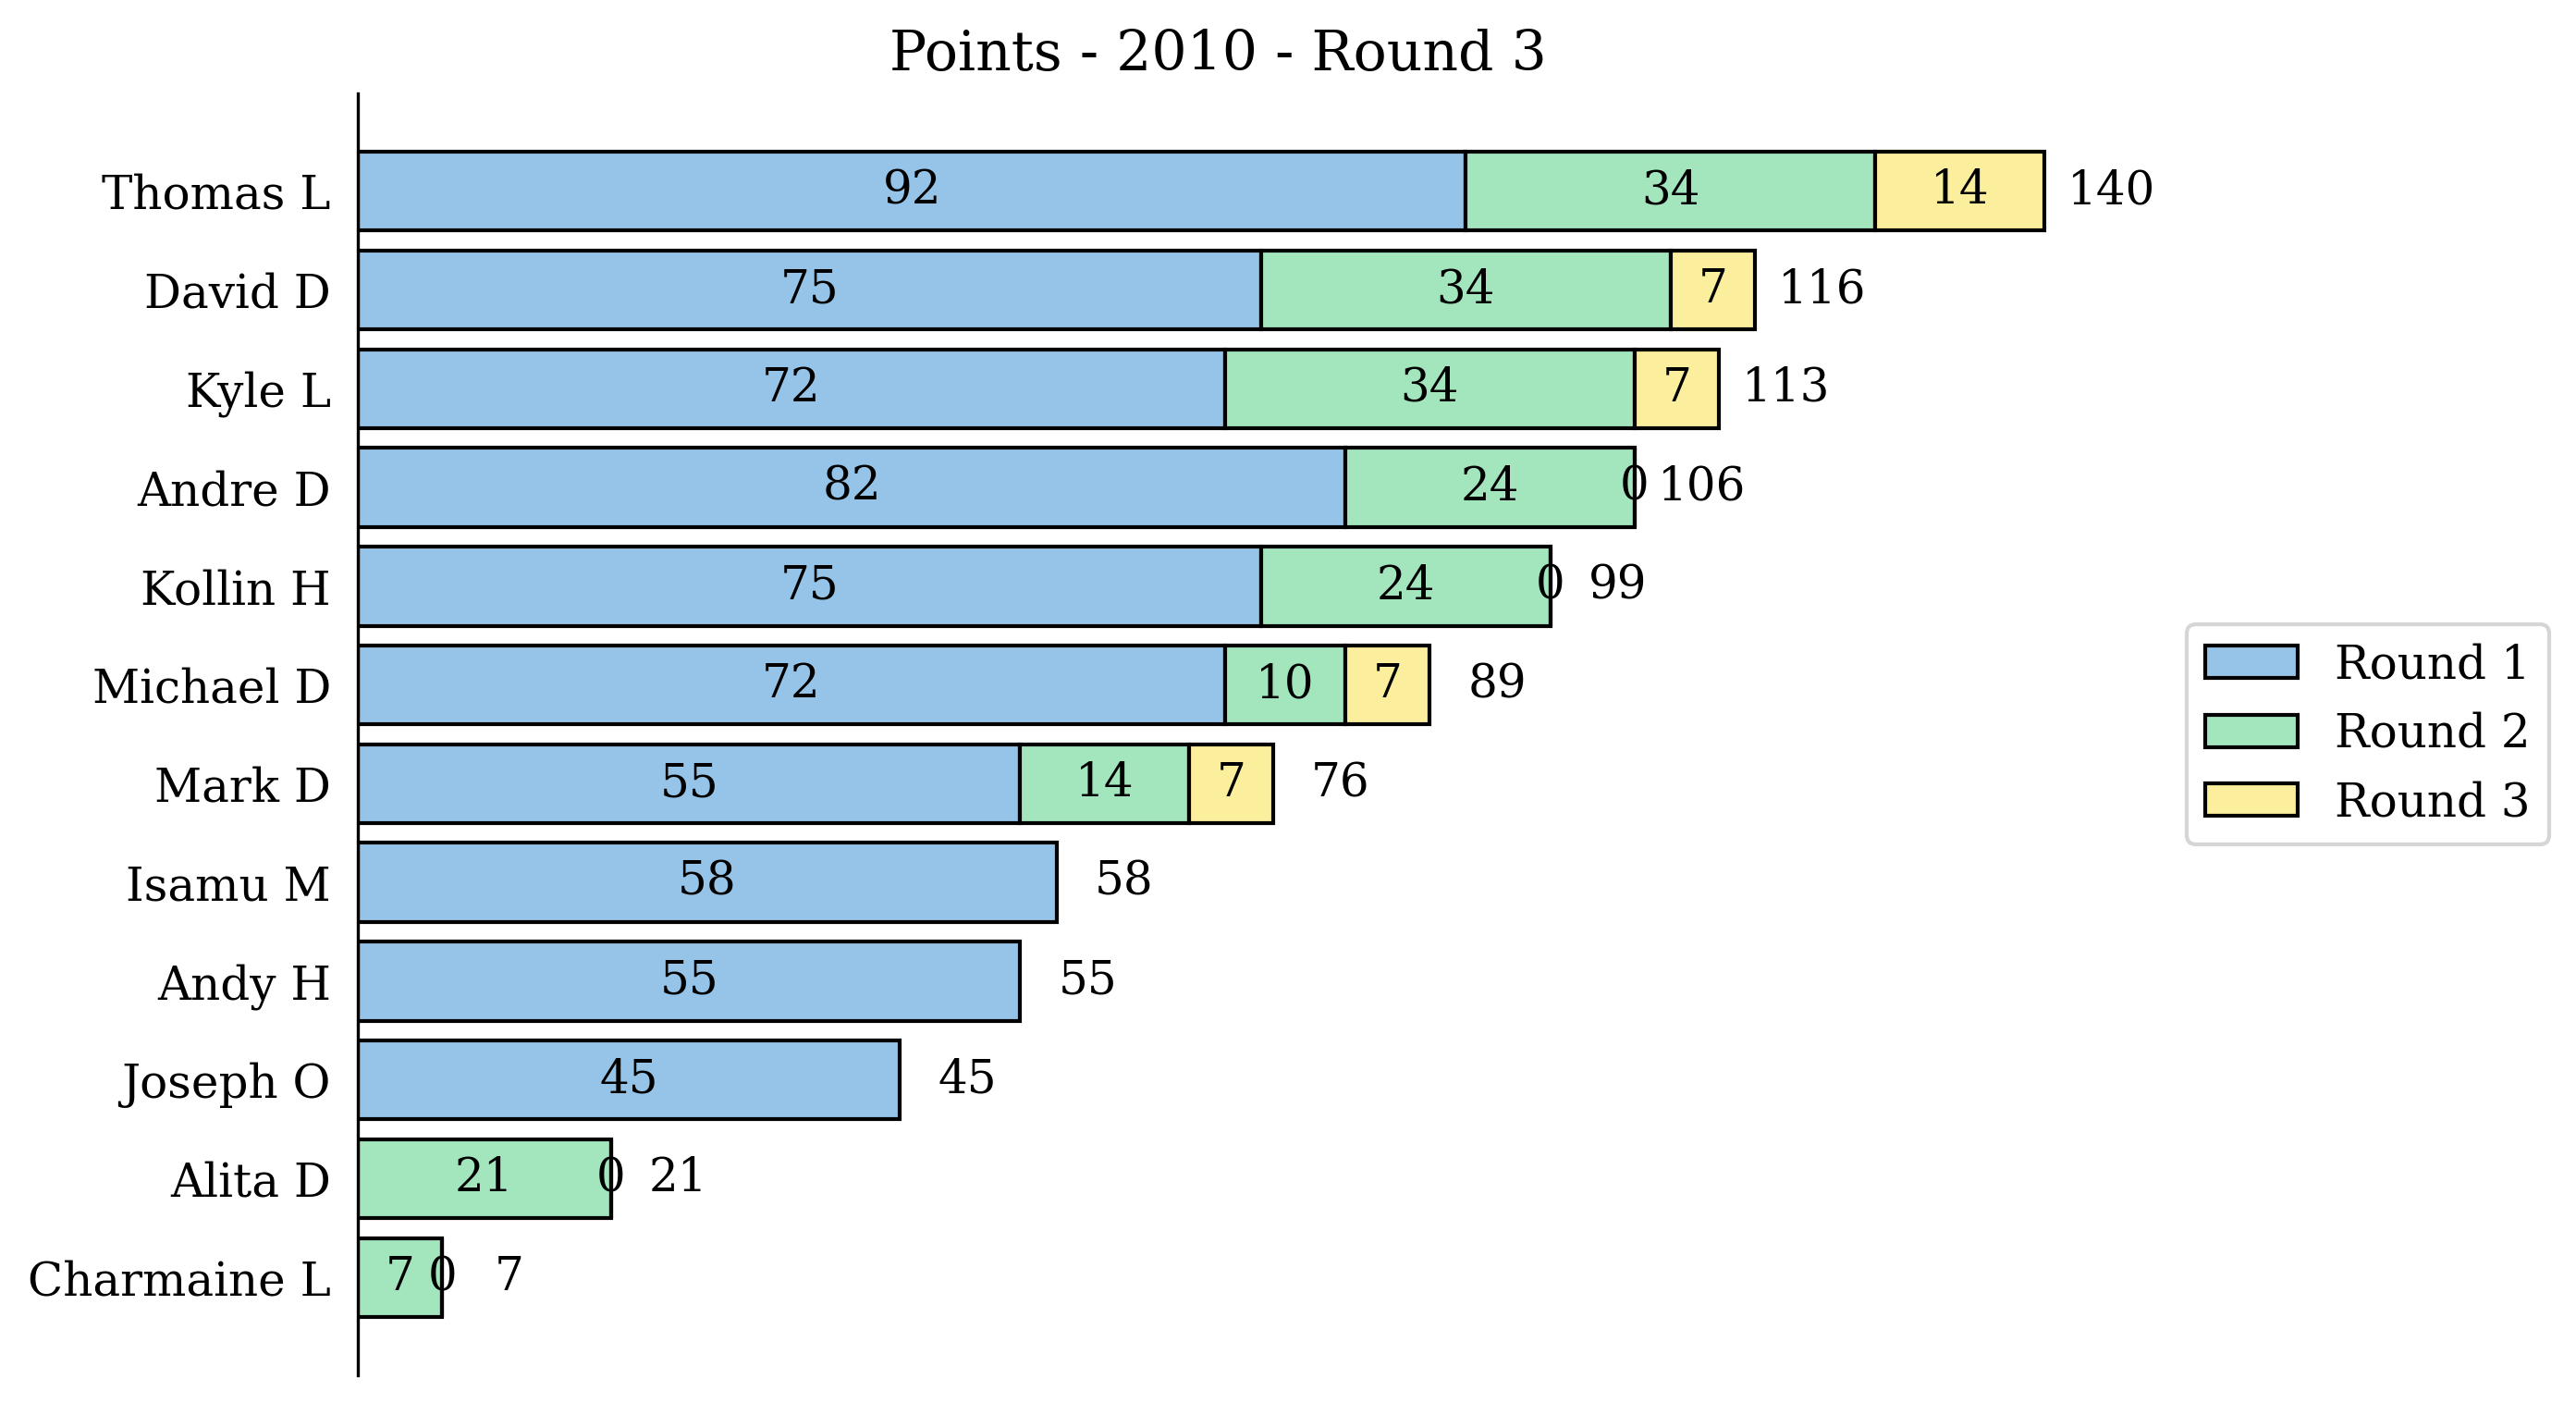 Points - 2010 - Round 3
Thomas L 92 34 14 140
David D 75 34 7 116
Kyle L 72 34 7 113
Andre D 82 24 0 106
Kollin H 75 24 0 99
Michael D 72 10 7 89
Mark D 55 14 7 76
Isamu M 58 58
Andy H 55 55
Joseph O 45 45
Alita D 21 0 21
Charmaine L 7 0 7
Round 1
Round 2
Round 3